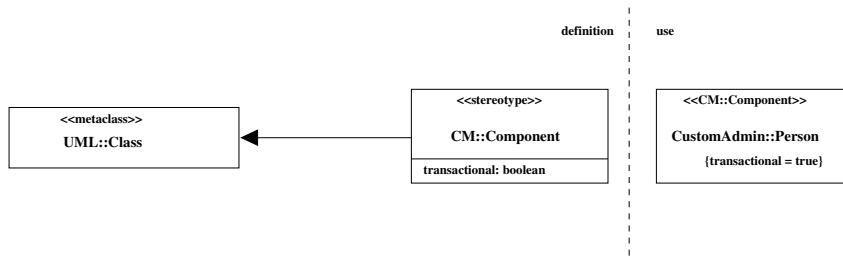 definition
use
<<metaclass>>
UML::Class
<<stereotype>>
CM::Component
transactional: boolean
<<CM::Component>>
CustomAdmin::Person
{transactional = true}